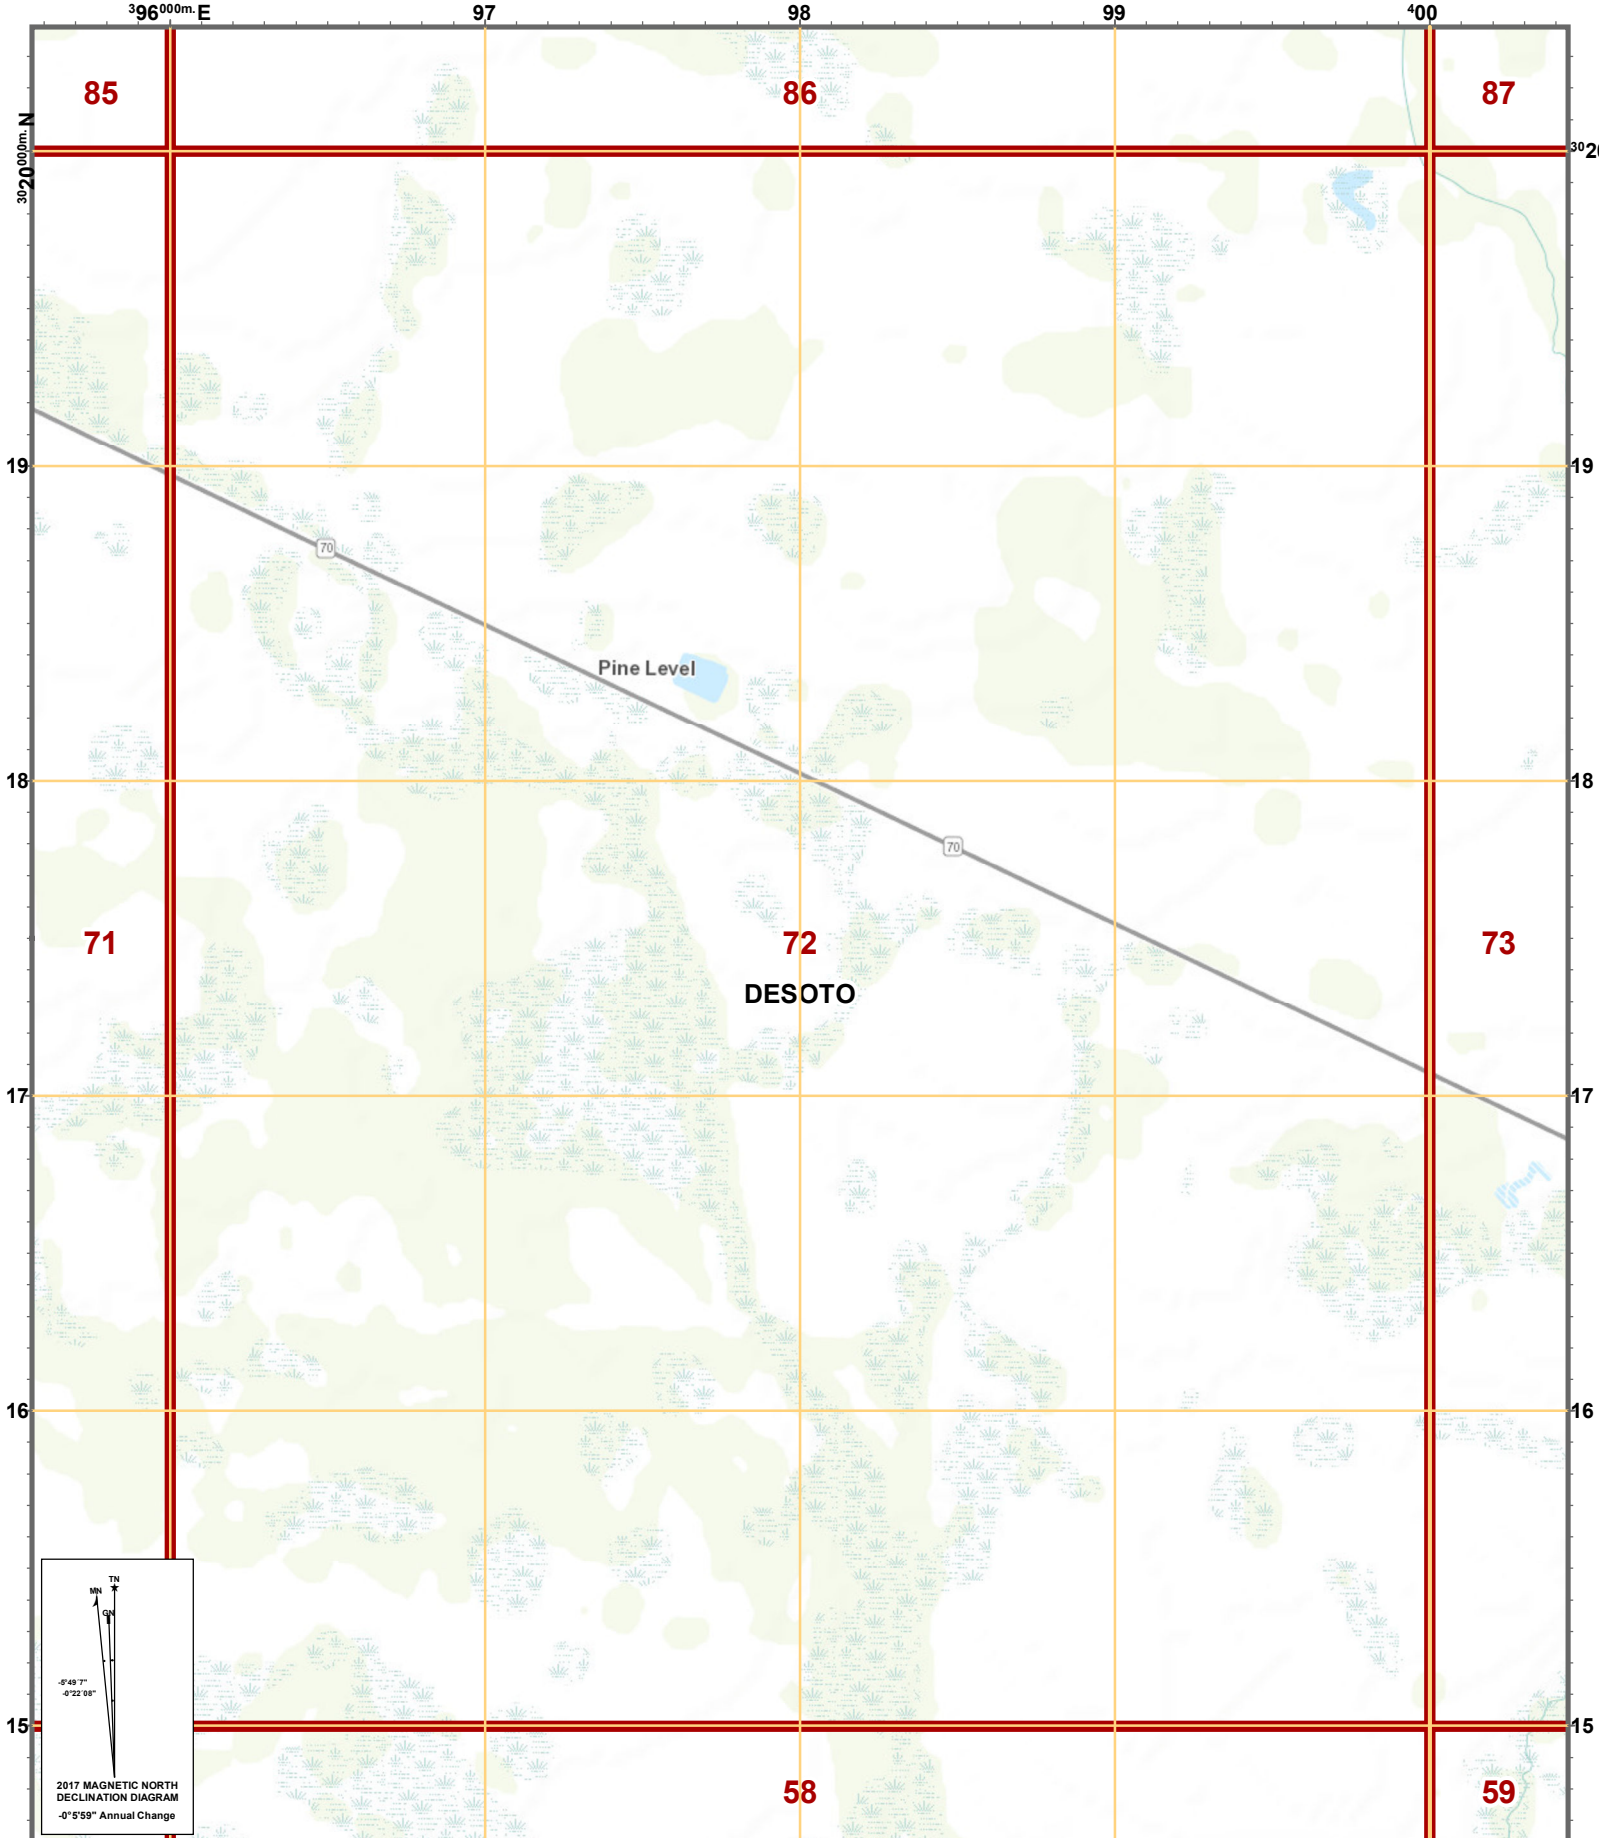 396000m.E 97 98 99 400
85 86 87
3020000m.N
19 19
70
Pine Level
18 18
70
71 72 73
DESOTO
17 17
16 16
TN
MN
GN
-5°49'7"
-0°22'08"
15 15
2017 MAGNETIC NORTH
DECLINATION DIAGRAM
-0°5'59" Annual Change
58 59